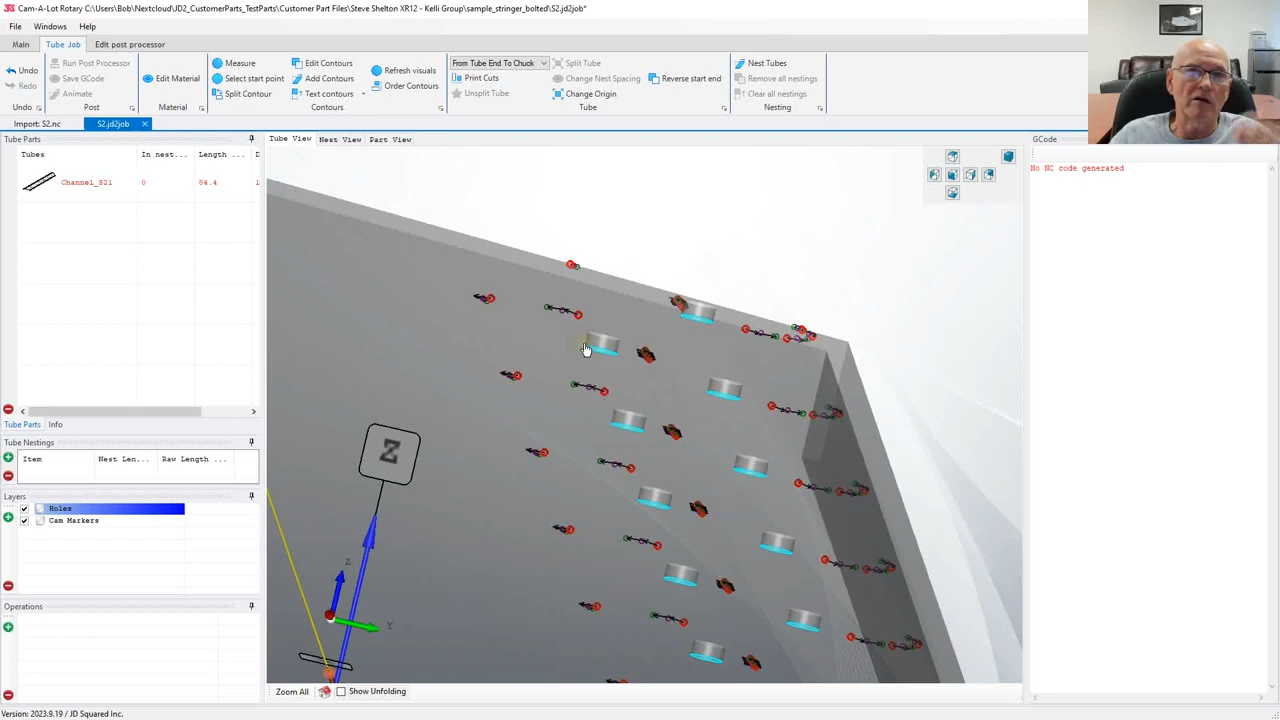 Cam-A-Lot Rotary C:\Users\Bob\Nextcloud\JD2_CustomerParts_TestParts\Customer Part Files\Steve Shelton XR12 - Kelli Group\sample_stringer_bolted\S2.jd2job*
File Windows Help
Main Tube Job Edit post processor
Undo
Redo
Undo
Run Post Processor
Save GCode
Animate
Post
Edit Material
Material
Measure
Select start point
Split Contour
Edit Contours
Add Contours
Text contours
Refresh visuals
Order Contours
Contours
From Tube End To Chuck
Print Cuts
Unsplit Tube
Split Tube
Change Nest Spacing
Change Origin
Reverse start end
Tube
Nest Tubes
Remove all nestings
Clear all nestings
Nesting
Import: S2.nc S2.jd2job
Tube Parts
Tubes In nest... Length ... D
Channel_S21 0 84.4 1
Tube Parts Info
Tube Nestings
Item Nest Len... Raw Length ...
Layers
Holes
Cam Markers
Operations
Tube View Nest View Part View
Z
Z
Y
Zoom All Show Unfolding
GCode
No NC code generated
Version: 2023.9.19 / JD Squared Inc.